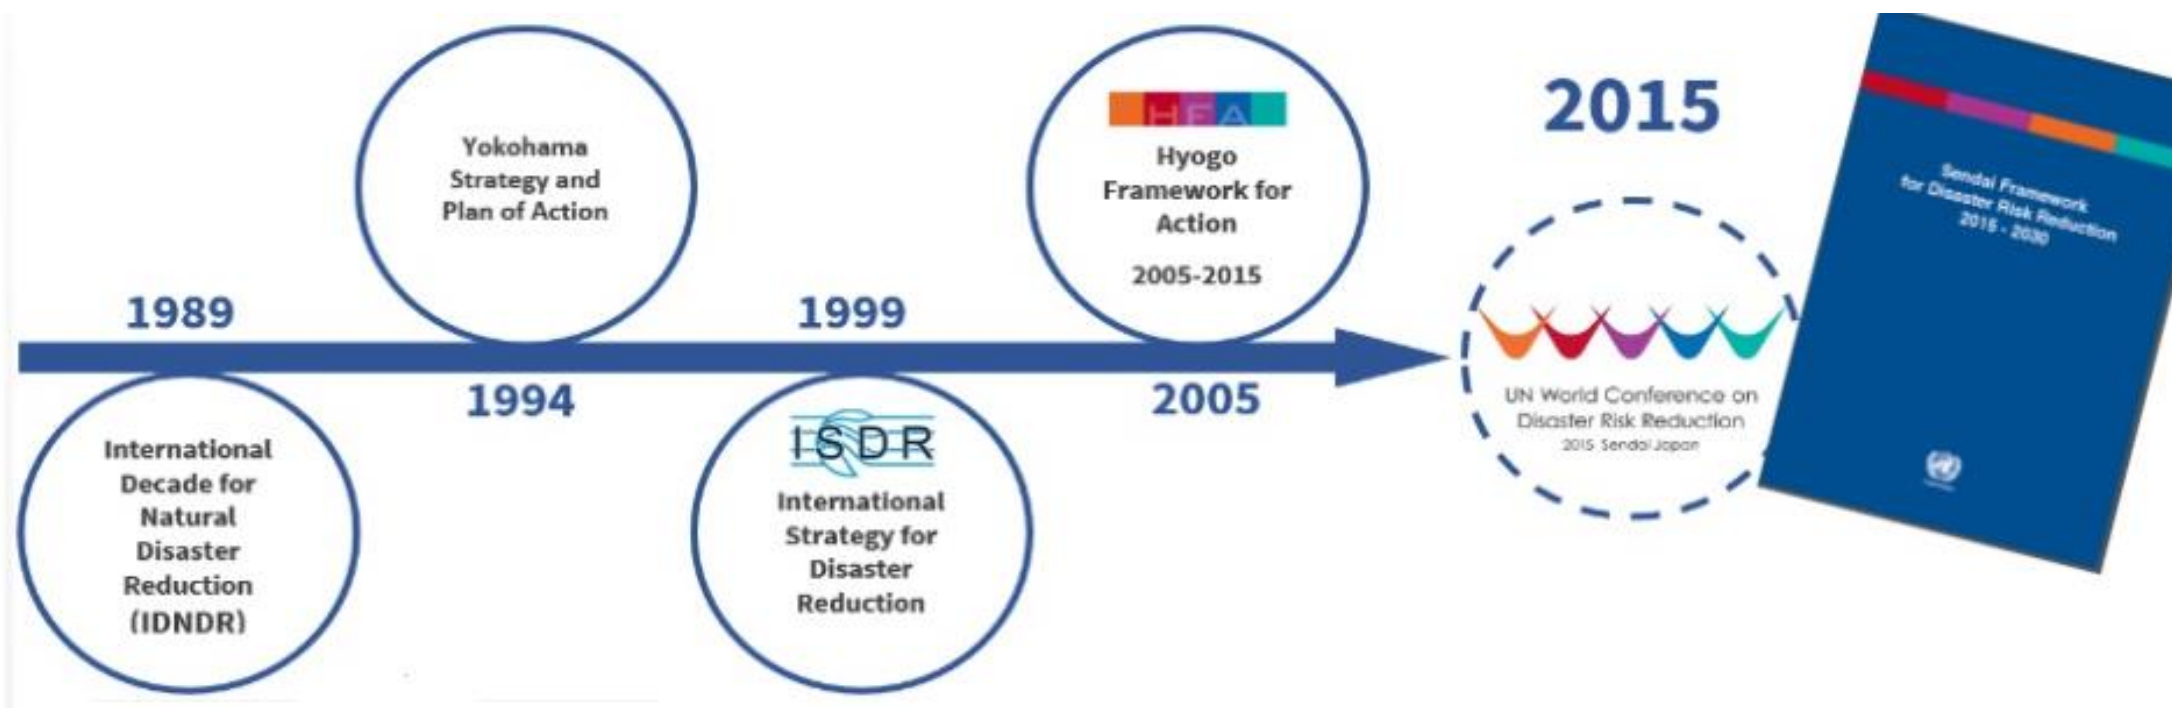 1989
International
Decade for
Natural
Disaster
Reduction
(IDNDR)
Yokohama
Strategy and
Plan of Action
1994
1999
ISDR
International
Strategy for
Disaster
Reduction
HFA
Hyogo
Framework for
Action
2005-2015
2005
2015
UN World Conference on
Disaster Risk Reduction
2015 Sendai Japan
Sendai Framework
for Disaster Risk Reduction
2015 - 2030